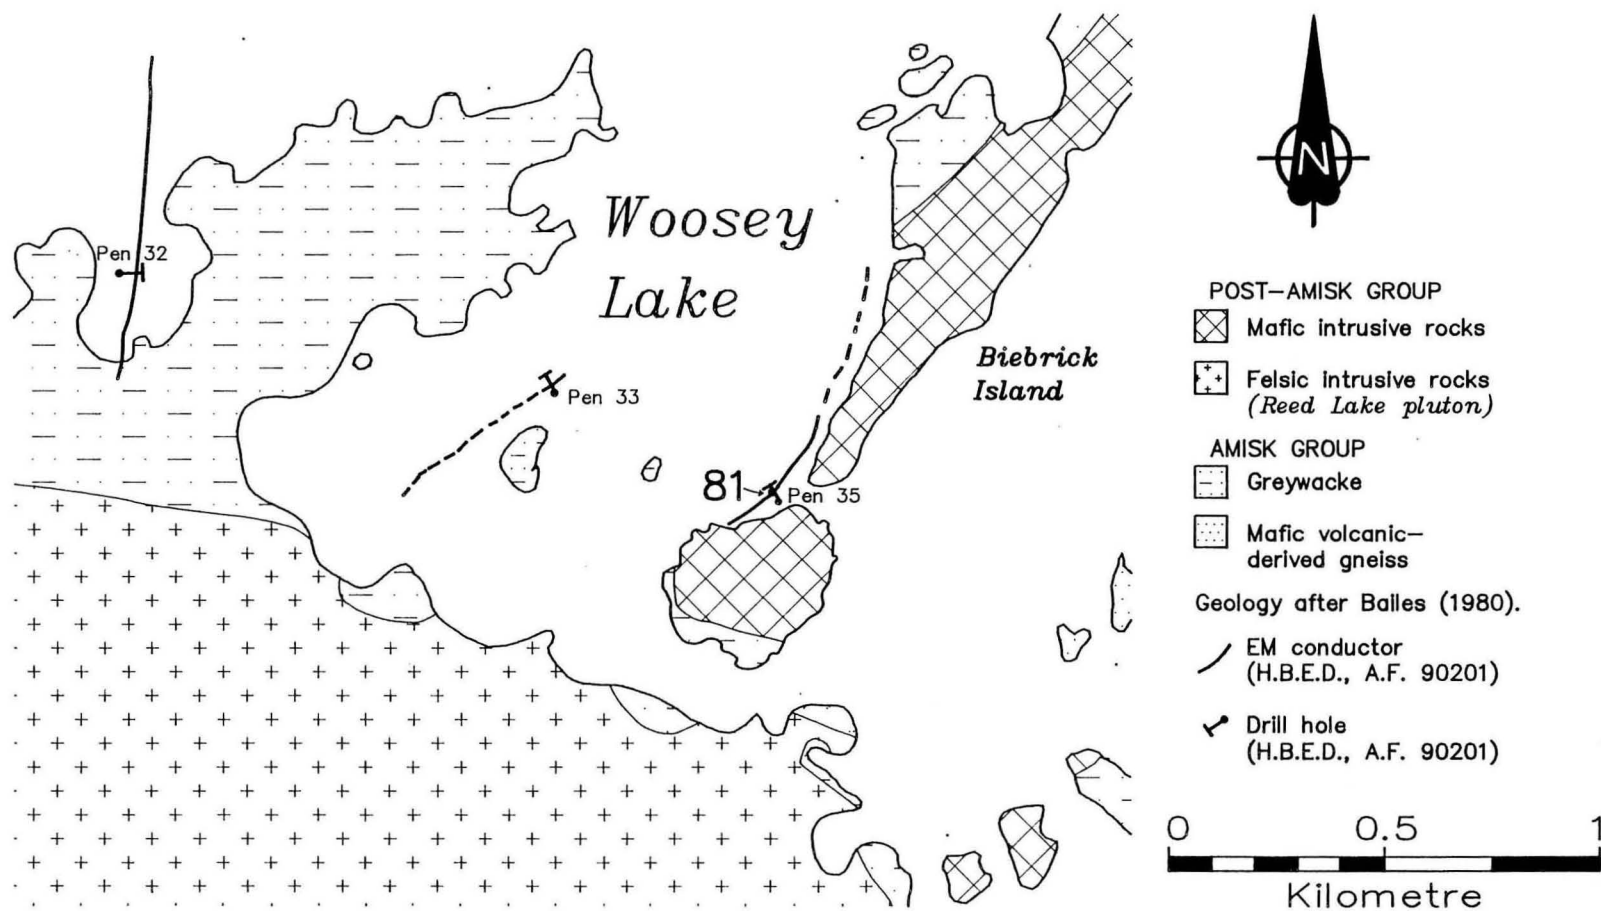 Pen 32
Woosey
Lake
Biebrick
Island
Pen 33
81
Pen 35
N
POST-AMISK GROUP
Mafic intrusive rocks
Felsic intrusive rocks
(Reed Lake pluton)
AMISK GROUP
Greywacke
Mafic volcanic-
derived gneiss
Geology after Bailes (1980).
EM conductor
(H.B.E.D., A.F. 90201)
Drill hole
(H.B.E.D., A.F. 90201)
0 0.5 1
Kilometre